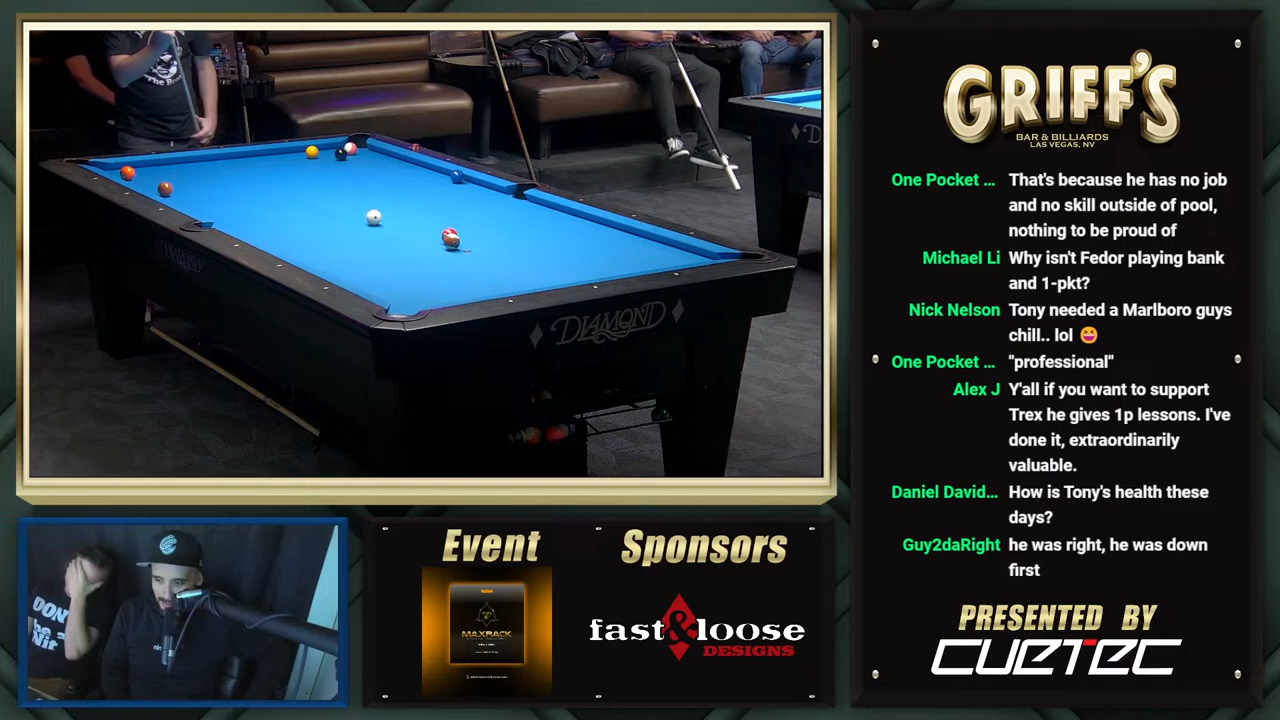 GRIFF'S
BAR & BILLIARDS
LAS VEGAS, NV
One Pocket ... That's because he has no job
and no skill outside of pool,
nothing to be proud of
Michael Li Why isn't Fedor playing bank
and 1-pkt?
Nick Nelson Tony needed a Marlboro guys
chill.. lol 😆
One Pocket ... "professional"
Alex J Y'all if you want to support
Trex he gives 1p lessons. I've
done it, extraordinarily
valuable.
Daniel David... How is Tony's health these
days?
Guy2daRight he was right, he was down
first
PRESENTED BY
CUETEC
DIAMOND
Event Sponsors
MAXRACK
fast & loose
DESIGNS
DON